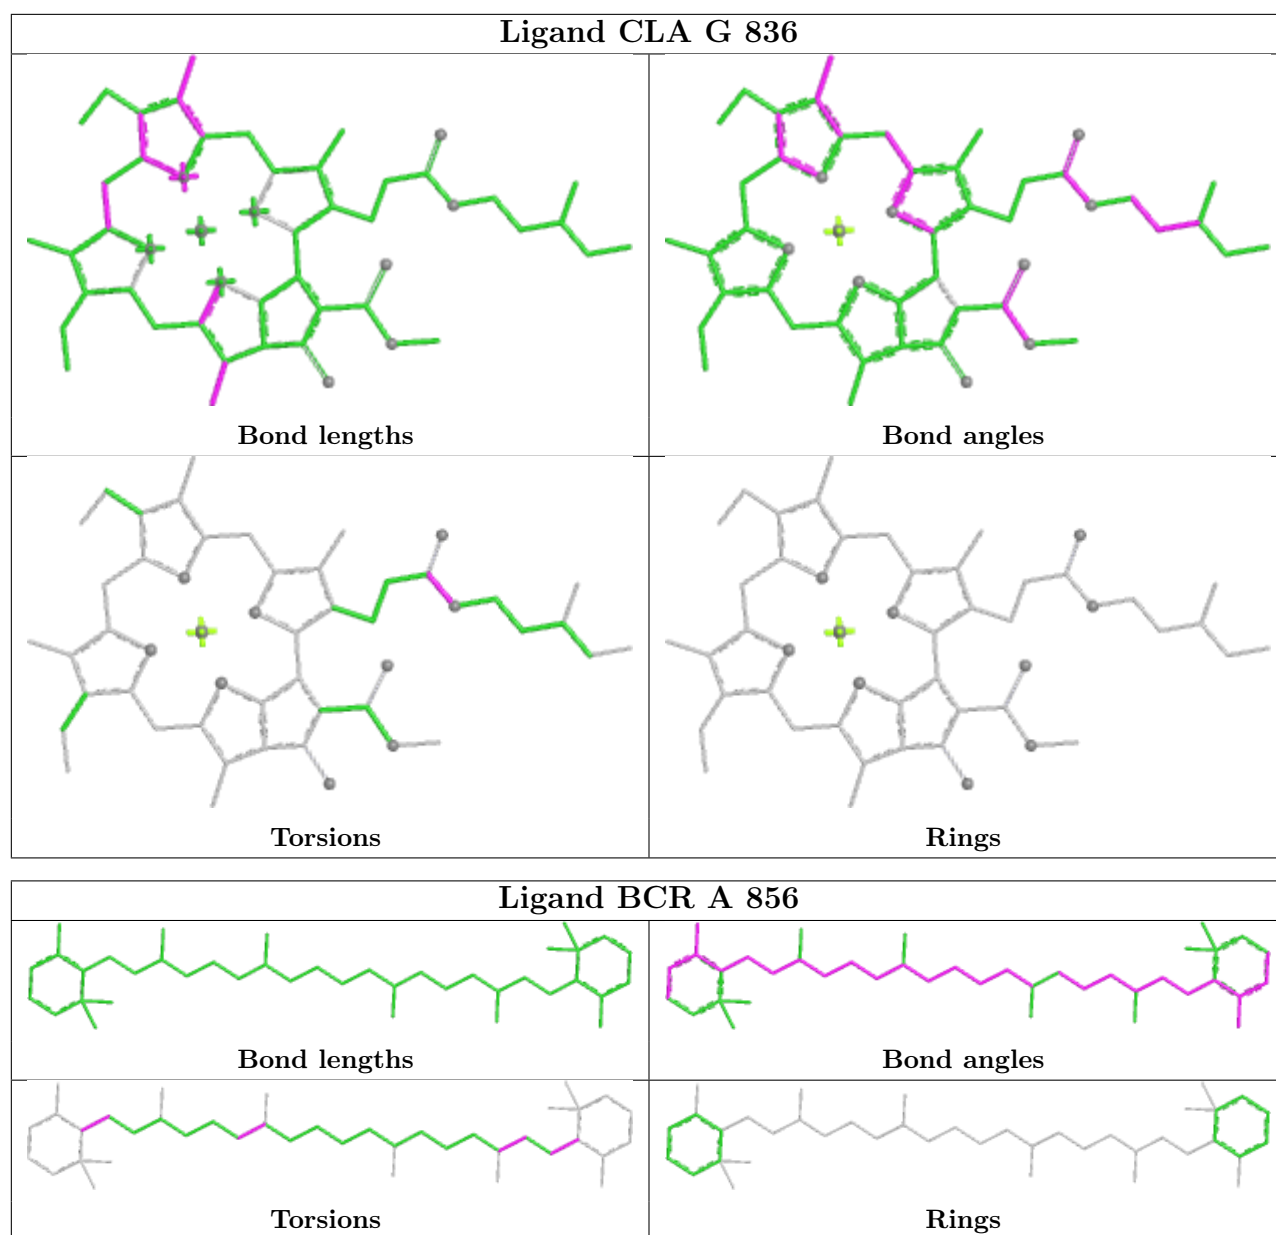 Ligand CLA G 836
Bond lengths
Bond angles
Torsions
Rings
Ligand BCR A 856
Bond lengths
Bond angles
Torsions
Rings